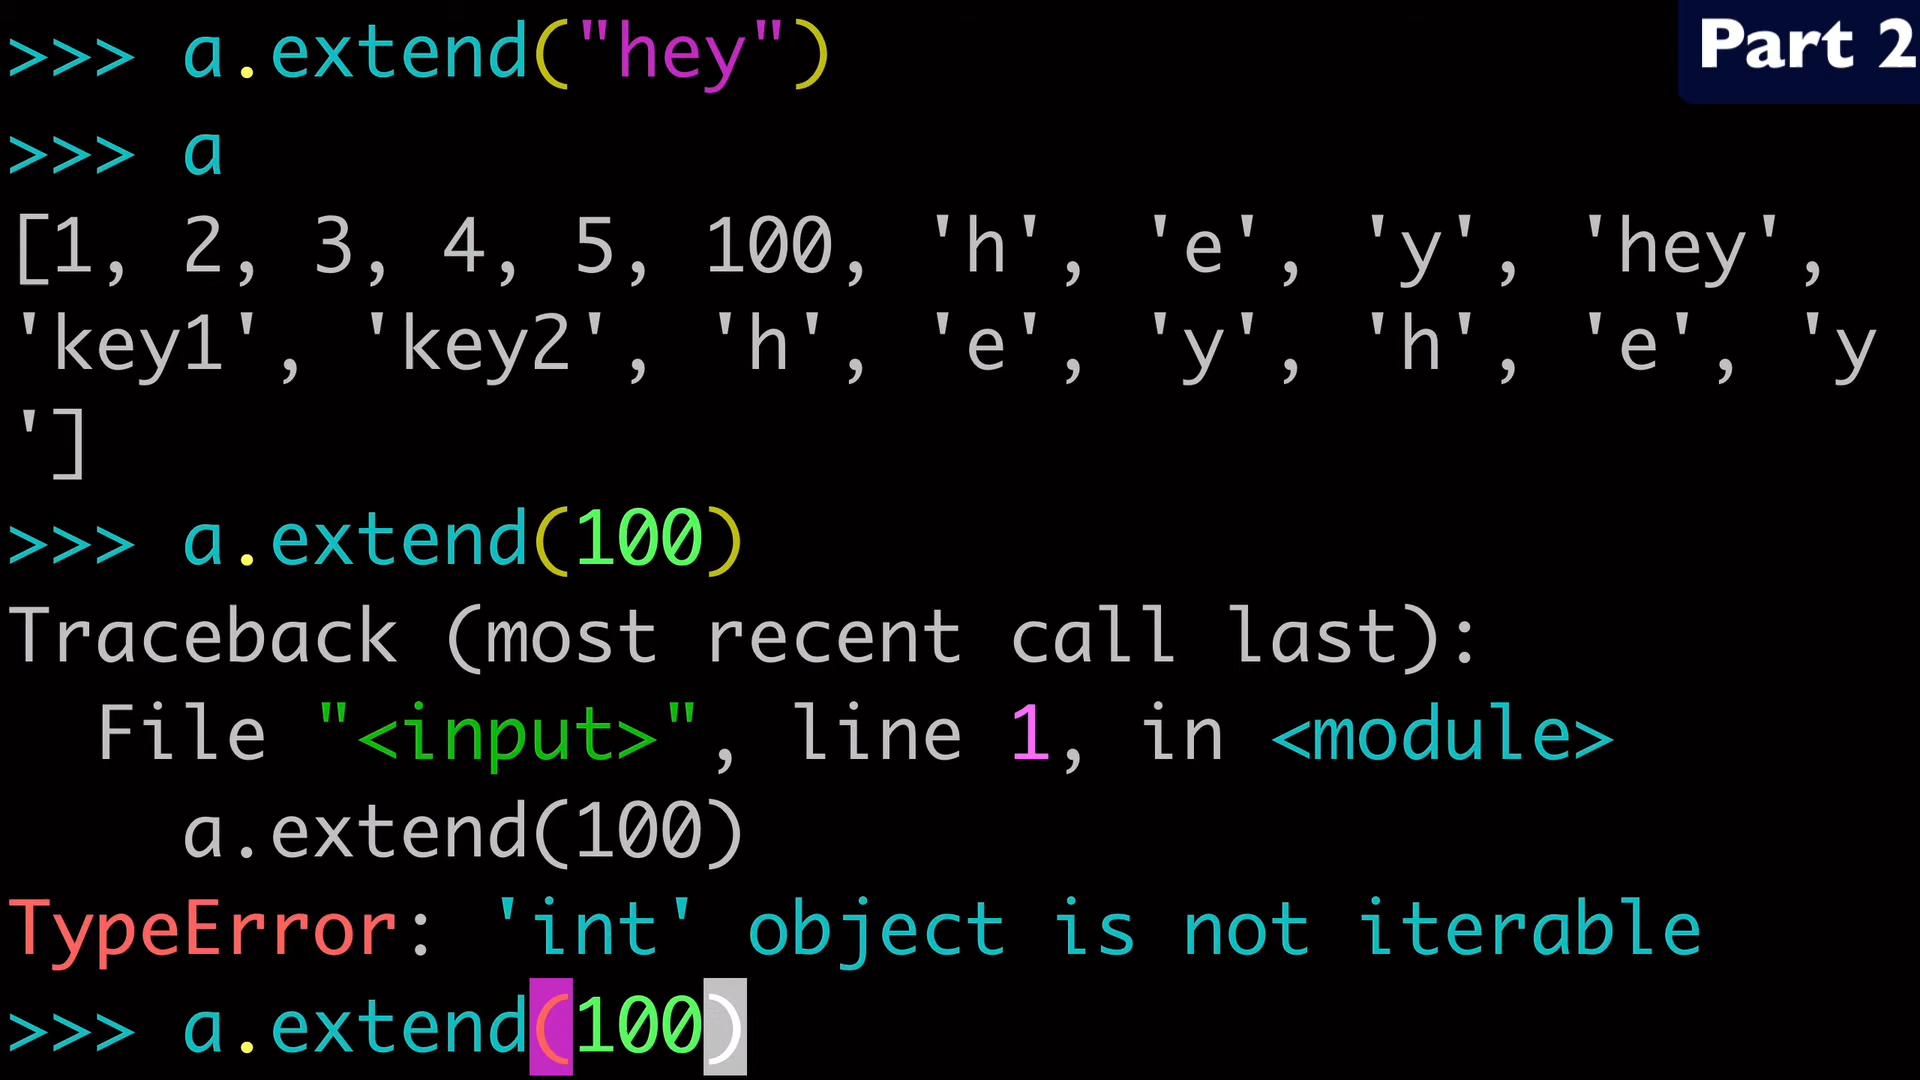 >>> a.extend("hey")
Part 2
>>> a
[1, 2, 3, 4, 5, 100, 'h', 'e', 'y', 'hey',
'key1', 'key2', 'h', 'e', 'y', 'h', 'e', 'y
']
>>> a.extend(100)
Traceback (most recent call last):
  File "<input>", line 1, in <module>
    a.extend(100)
TypeError: 'int' object is not iterable
>>> a.extend(100)